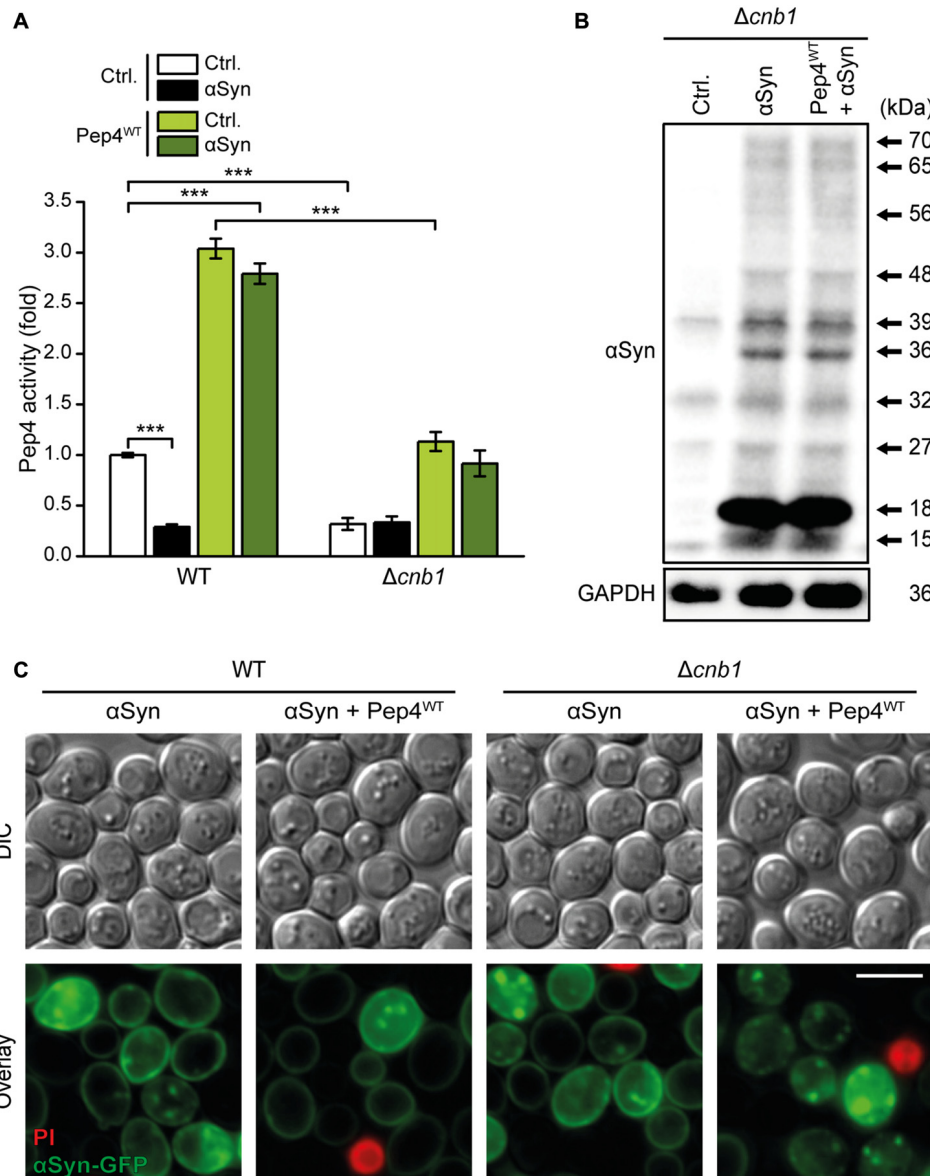 A
Ctrl.
Ctrl.
αSyn
Pep4WT
Ctrl.
αSyn
***
***
***
***
Pep4 activity (fold)
3.5
3.0
2.5
2.0
1.5
1.0
0.5
0.0
WT
Δcnb1
B
Δcnb1
Ctrl.
αSyn
Pep4WT
+ αSyn
(kDa)
70
65
56
48
39
αSyn
36
32
27
18
15
GAPDH
36
C
WT
Δcnb1
αSyn
αSyn + Pep4WT
αSyn
αSyn + Pep4WT
DIC
Overlay
PI
αSyn-GFP